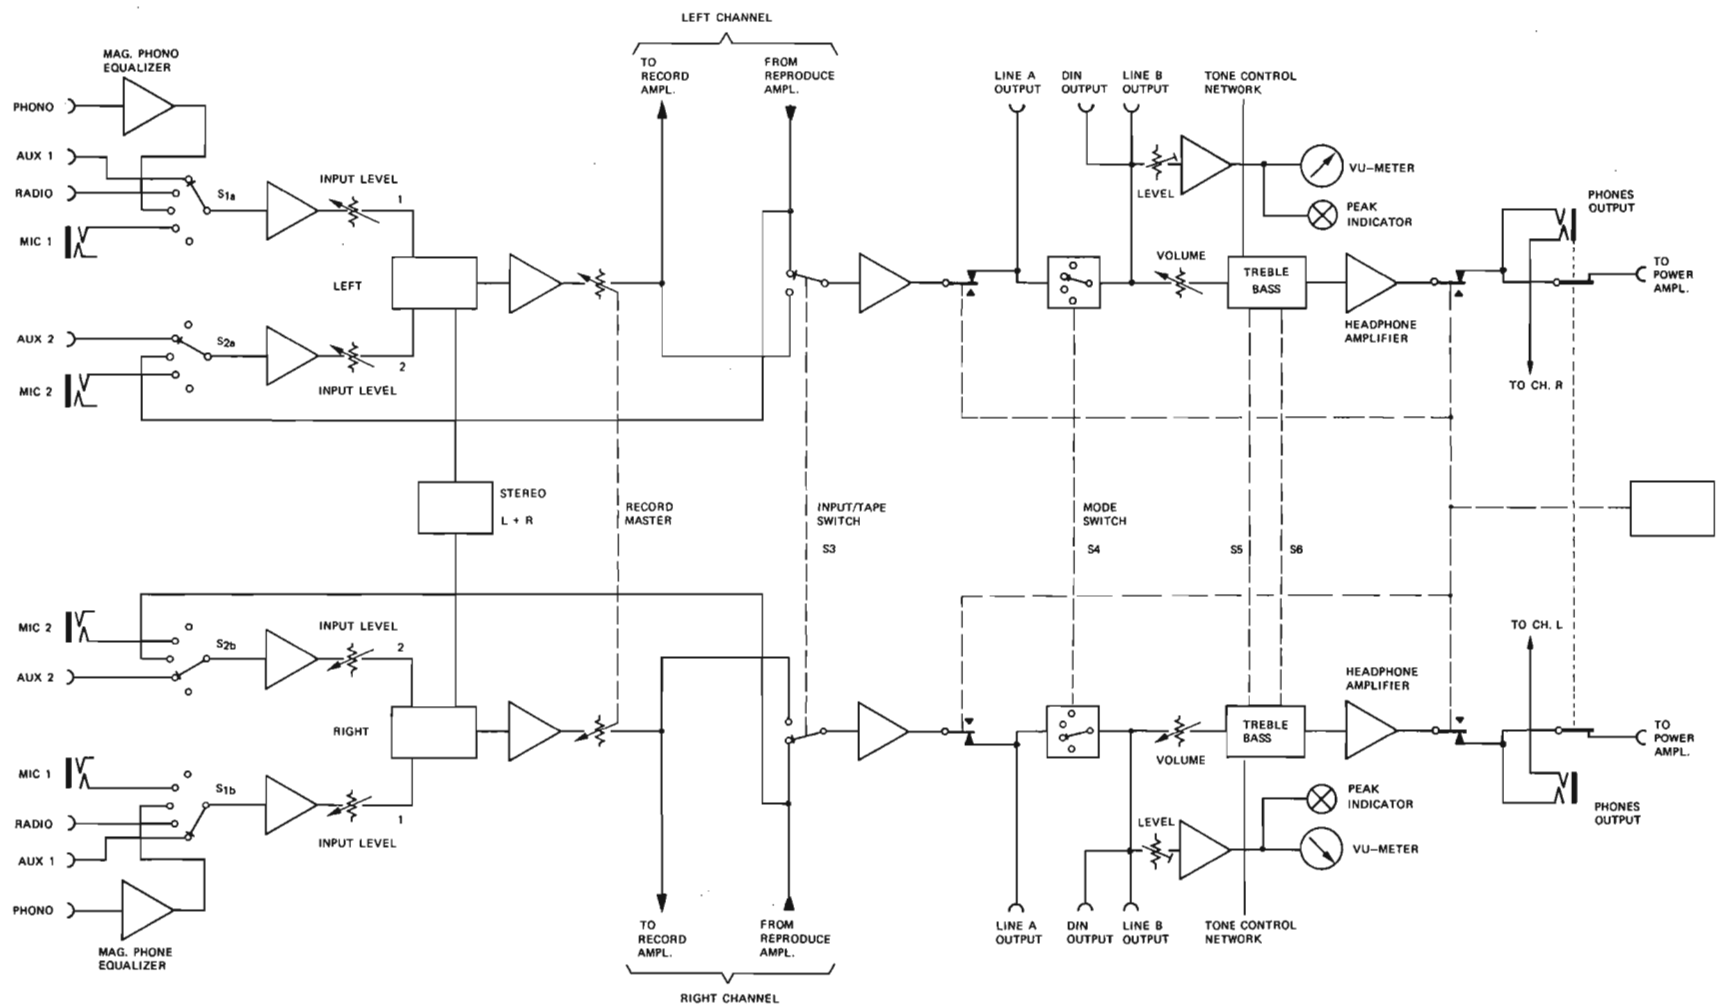 LEFT CHANNEL
MAG. PHONO
EQUALIZER
TO
RECORD
AMPL.
FROM
REPRODUCE
AMPL.
LINE A
OUTPUT
DIN
OUTPUT
LINE B
OUTPUT
TONE CONTROL
NETWORK
PHONO
AUX 1
RADIO
MIC 1
S1a
INPUT LEVEL
1
LEVEL
VU-METER
PEAK
INDICATOR
PHONES
OUTPUT
LEFT
VOLUME
TREBLE
BASS
TO
POWER
AMPL.
HEADPHONE
AMPLIFIER
AUX 2
MIC 2
S2a
2
INPUT LEVEL
TO CH. R
STEREO
L + R
RECORD
MASTER
INPUT/TAPE
SWITCH
S3
MODE
SWITCH
S4
S5
S6
MIC 2
AUX 2
S2b
INPUT LEVEL
2
TO CH. L
HEADPHONE
AMPLIFIER
RIGHT
VOLUME
TREBLE
BASS
TO
POWER
AMPL.
MIC 1
RADIO
AUX 1
PHONO
S1b
1
INPUT LEVEL
LEVEL
PEAK
INDICATOR
VU-METER
PHONES
OUTPUT
MAG. PHONE
EQUALIZER
TO
RECORD
AMPL.
FROM
REPRODUCE
AMPL.
LINE A
OUTPUT
DIN
OUTPUT
LINE B
OUTPUT
TONE CONTROL
NETWORK
RIGHT CHANNEL